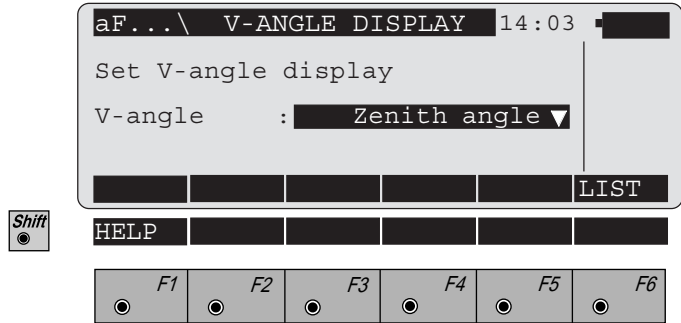 aF...\ V-ANGLE DISPLAY 14:03
Set V-angle display
V-angle : Zenith angle
LIST
Shift
HELP
F1 F2 F3 F4 F5 F6